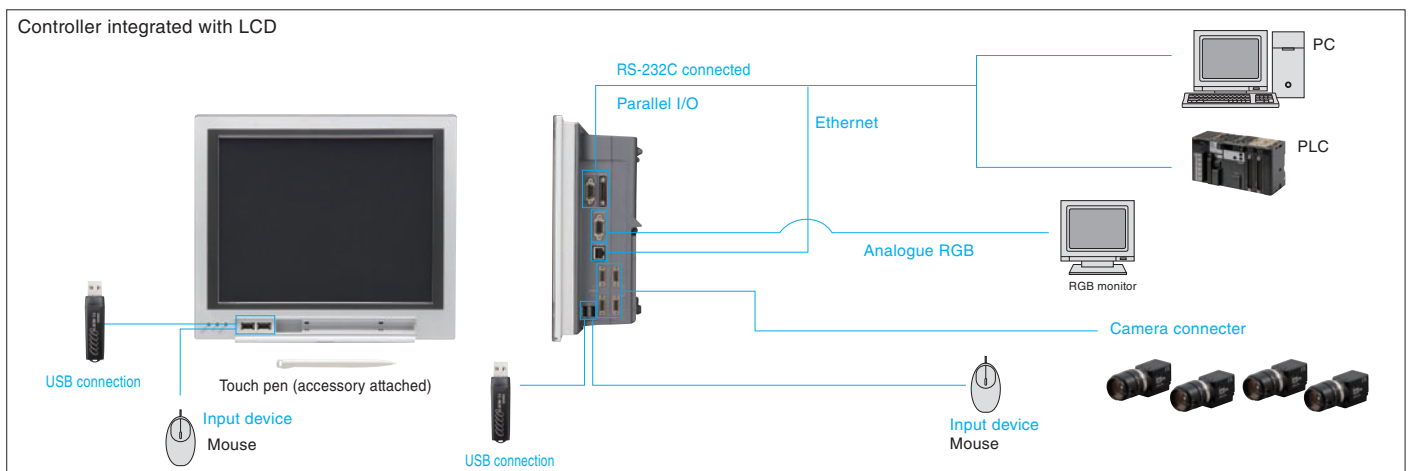 Controller integrated with LCD
PC
RS-232C connected
Parallel I/O
Ethernet
PLC
Analogue RGB
RGB monitor
Camera connecter
USB connection
Touch pen (accessory attached)
Input device
Mouse
USB connection
Input device
Mouse